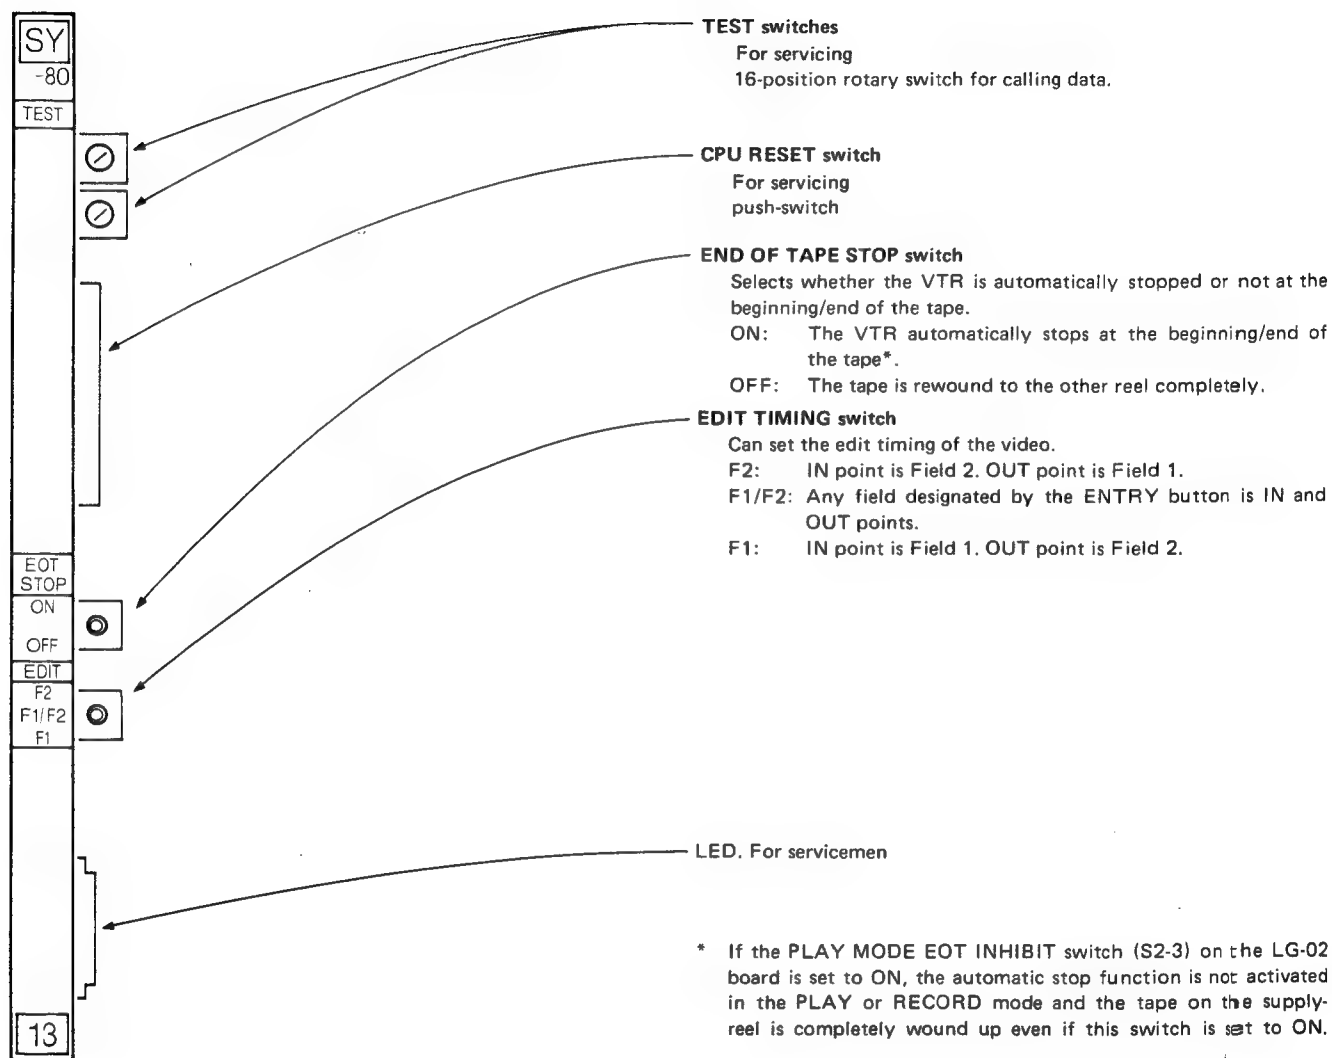 SY
-80
TEST
EOT
STOP
ON
OFF
EDIT
F2
F1/F2
F1
13
TEST switches
For servicing
16-position rotary switch for calling data.
CPU RESET switch
For servicing
push-switch
END OF TAPE STOP switch
Selects whether the VTR is automatically stopped or not at the
beginning/end of the tape.
ON: The VTR automatically stops at the beginning/end of
the tape*.
OFF: The tape is rewound to the other reel completely.
EDIT TIMING switch
Can set the edit timing of the video.
F2: IN point is Field 2. OUT point is Field 1.
F1/F2: Any field designated by the ENTRY button is IN and
OUT points.
F1: IN point is Field 1. OUT point is Field 2.
LED. For servicemen
* If the PLAY MODE EOT INHIBIT switch (S2-3) on the LG-02
board is set to ON, the automatic stop function is not activated
in the PLAY or RECORD mode and the tape on the supply-
reel is completely wound up even if this switch is set to ON.